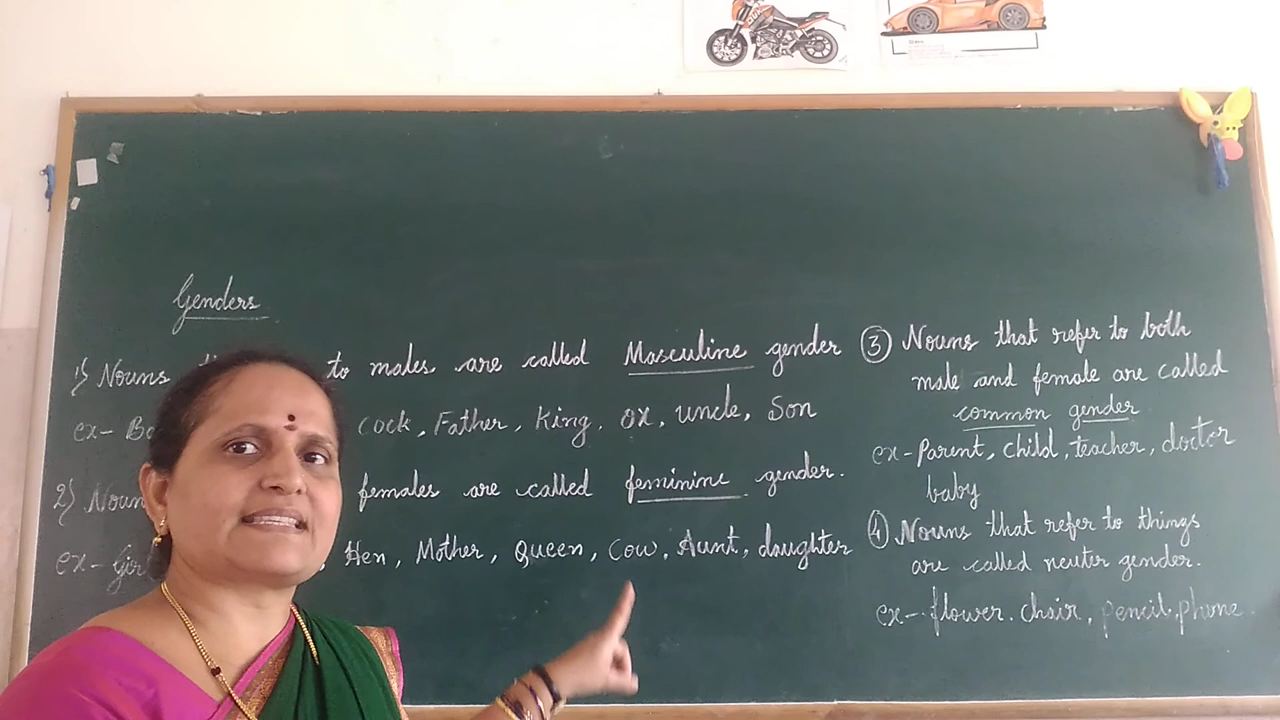 Genders
1) Nouns to males are called Masculine gender
ex- Cock, Father, King, Ox, Uncle, Son
2) females are called feminine gender.
ex- Hen, Mother, Queen, Cow, Aunt, daughter
3 Nouns that refer to both
male and female are called
common gender
ex- Parent, Child, teacher, doctor
baby
4 Nouns that refer to things
are called neuter gender.
ex- flower, chair, pencil, phone.